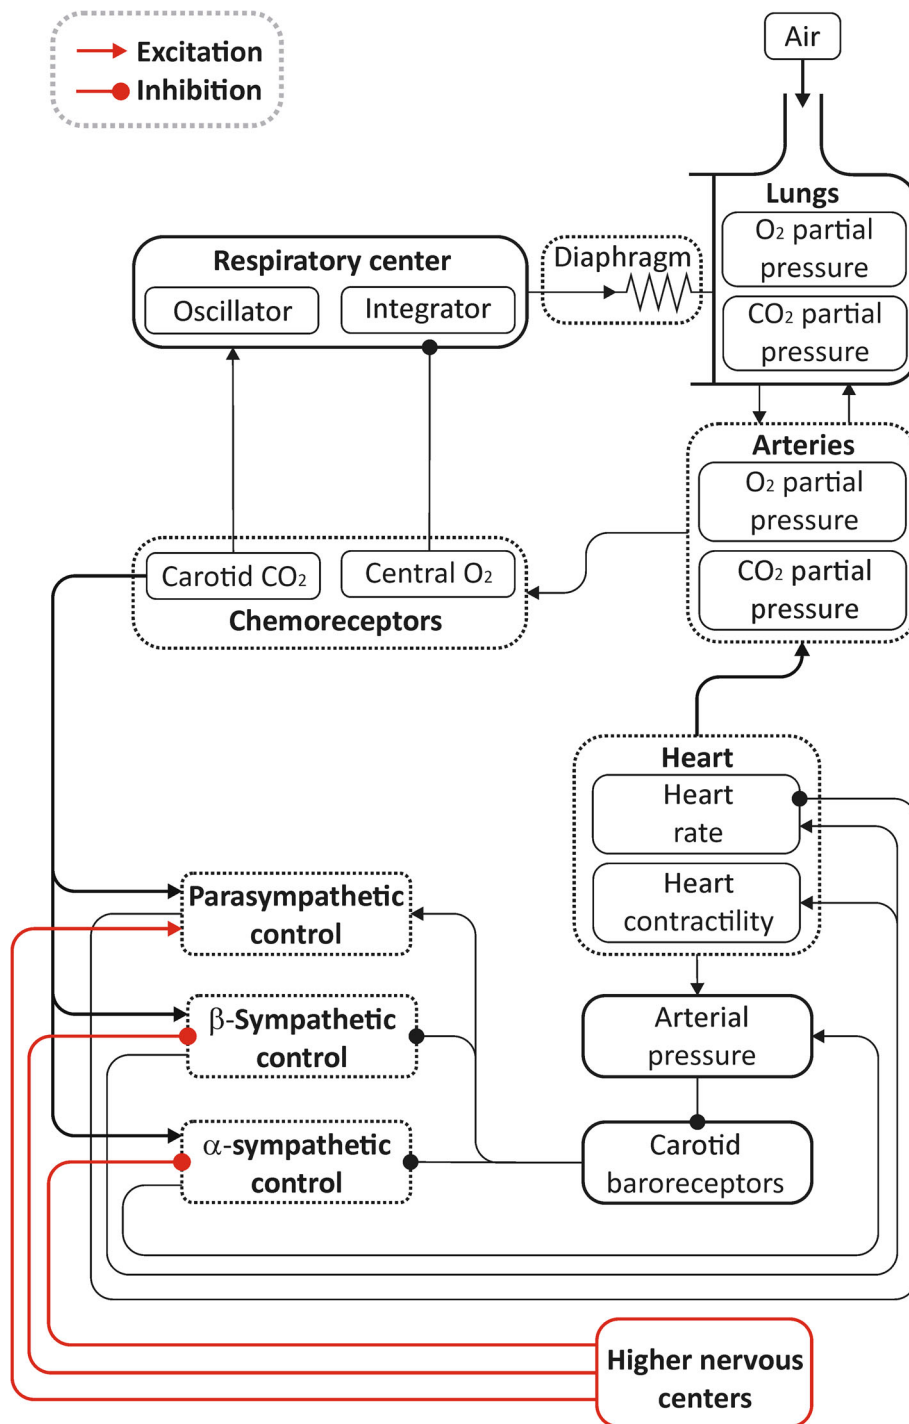 Excitation
Inhibition
Air
Lungs
O2 partial
pressure
CO2 partial
pressure
Respiratory center
Oscillator
Integrator
Diaphragm
Arteries
O2 partial
pressure
CO2 partial
pressure
Carotid CO2
Central O2
Chemoreceptors
Heart
Heart
rate
Heart
contractility
Parasympathetic
control
β-Sympathetic
control
α-sympathetic
control
Arterial
pressure
Carotid
baroreceptors
Higher nervous
centers